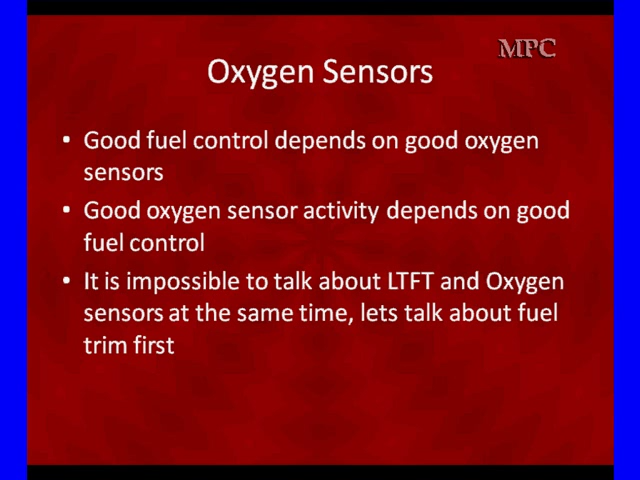 MPC
Oxygen Sensors
• Good fuel control depends on good oxygen
sensors
• Good oxygen sensor activity depends on good
fuel control
• It is impossible to talk about LTFT and Oxygen
sensors at the same time, lets talk about fuel
trim first